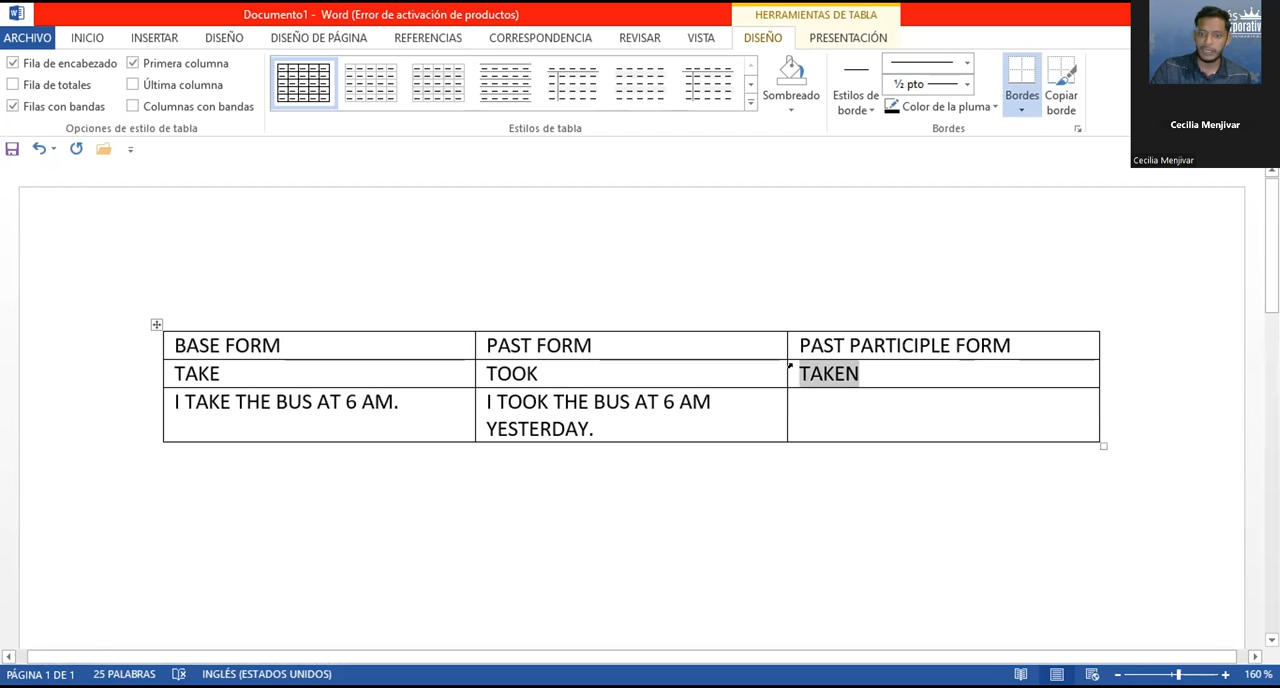 Documento1 - Word (Error de activación de productos)
HERRAMIENTAS DE TABLA
ARCHIVO INICIO INSERTAR DISEÑO DISEÑO DE PÁGINA REFERENCIAS CORRESPONDENCIA REVISAR VISTA DISEÑO PRESENTACIÓN
Fila de encabezado Primera columna
Fila de totales Última columna
Filas con bandas Columnas con bandas
Opciones de estilo de tabla
Estilos de tabla
Sombreado
Estilos de borde
½ pto
Color de la pluma
Bordes
Copiar borde
Bordes
Cecilia Menjivar
Cecilia Menjivar
BASE FORM PAST FORM PAST PARTICIPLE FORM
TAKE TOOK TAKEN
I TAKE THE BUS AT 6 AM. I TOOK THE BUS AT 6 AM
YESTERDAY.
PÁGINA 1 DE 1 25 PALABRAS INGLÉS (ESTADOS UNIDOS) 160 %